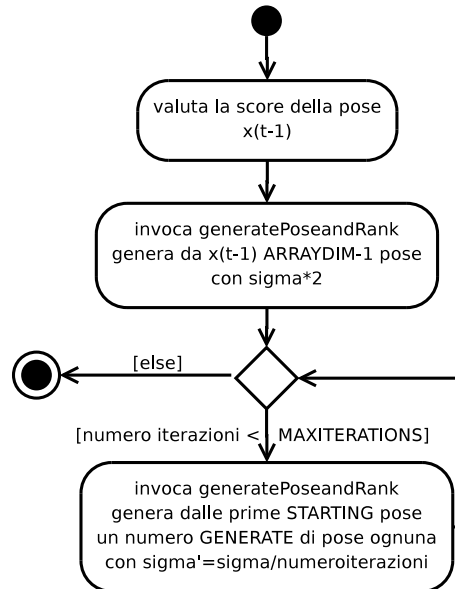 valuta la score della pose
x(t-1)
invoca generatePoseandRank
genera da x(t-1) ARRAYDIM-1 pose
con sigma*2
[else]
[numero iterazioni < MAXITERATIONS]
invoca generatePoseandRank
genera dalle prime STARTING pose
un numero GENERATE di pose ognuna
con sigma'=sigma/numeroiterazioni